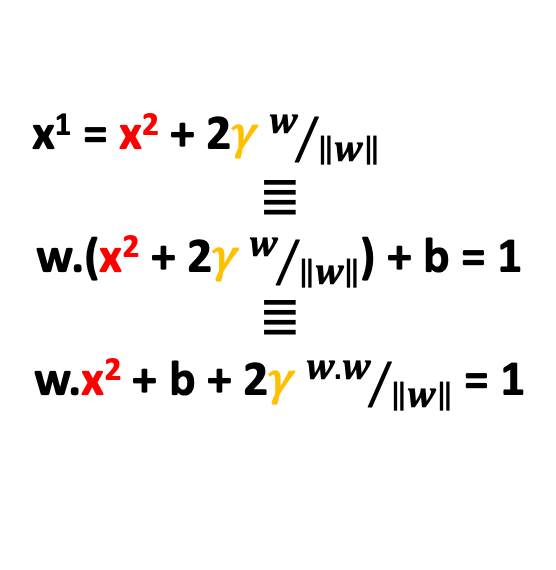 x¹ = x² + 2γ w/‖w‖
≣
w.(x² + 2γ w/‖w‖) + b = 1
≣
w.x² + b + 2γ w.w/‖w‖ = 1